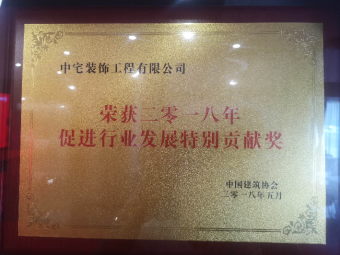 中宅装饰工程有限公司
荣获二零一八年
促进行业发展特别贡献奖
中国建筑协会
二零一八年五月